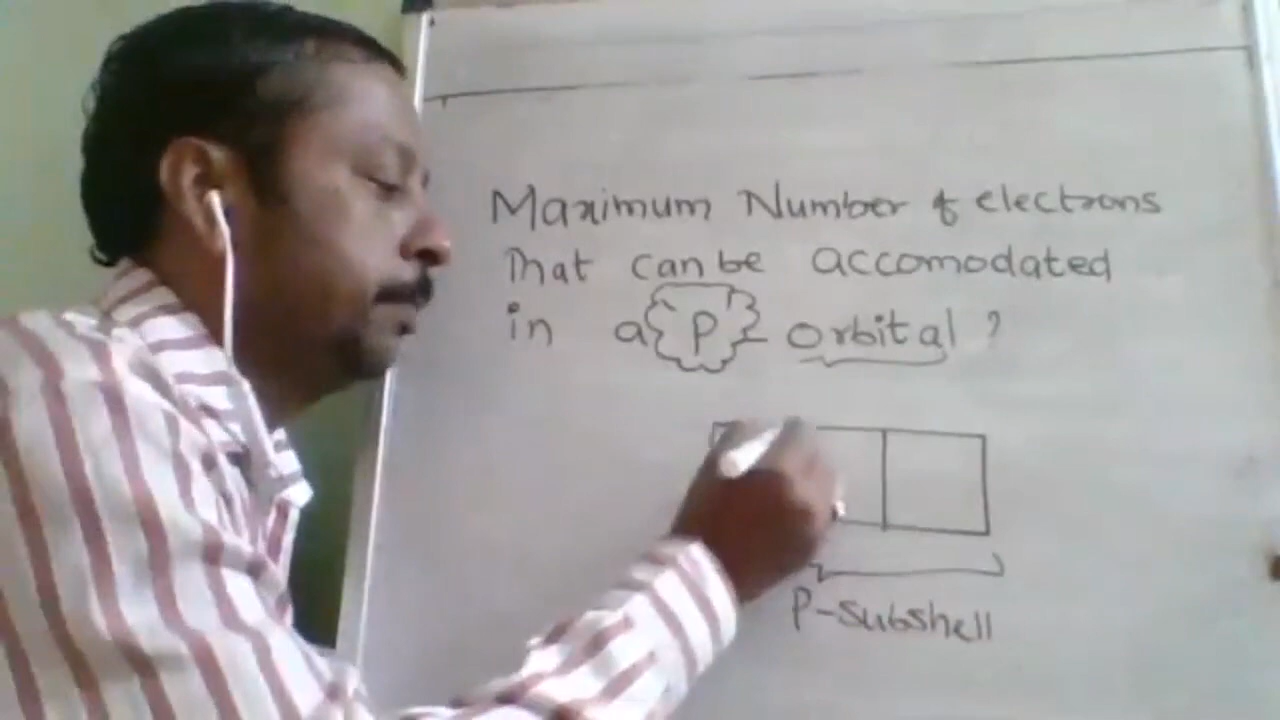 Maximum Number of electrons
That can be accomodated
in a P - orbital ?
P-subshell